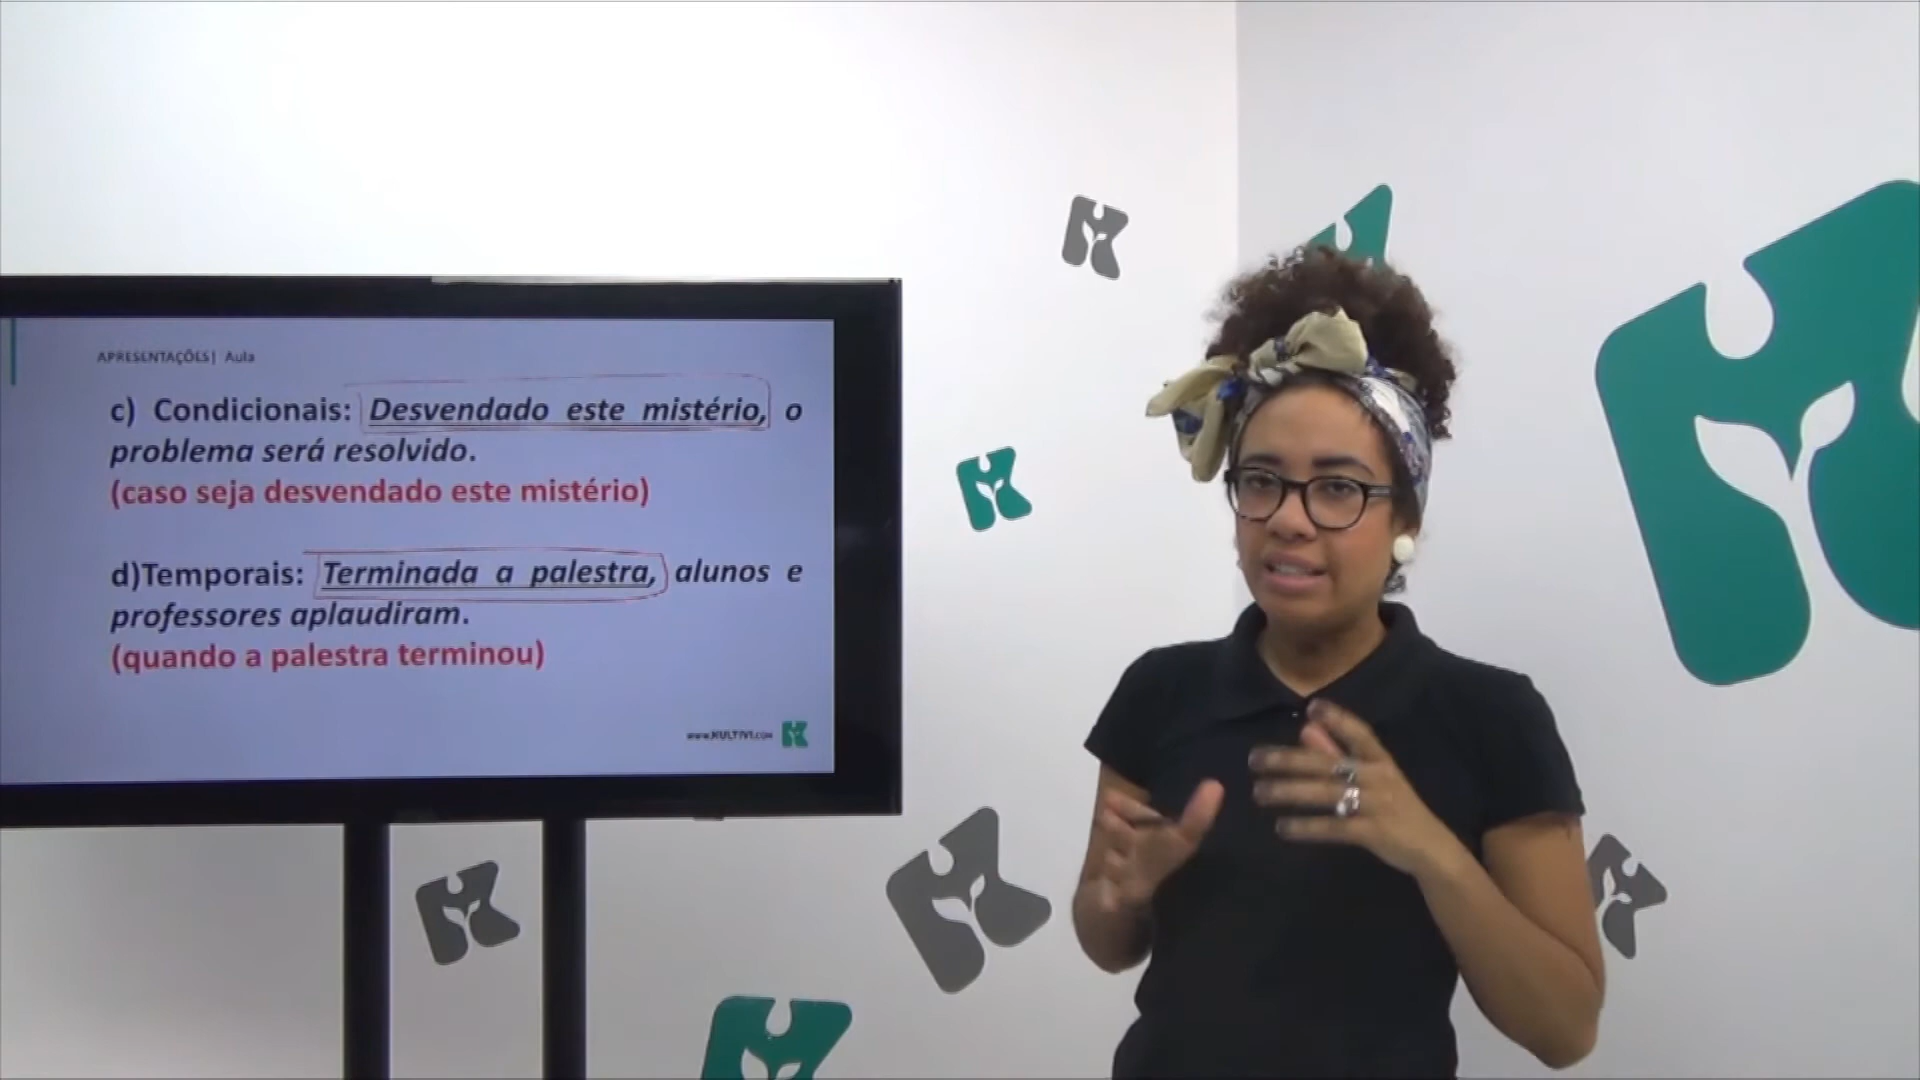 APRESENTAÇÕES| Aula
c) Condicionais: Desvendado este mistério, o
problema será resolvido.
(caso seja desvendado este mistério)
d)Temporais: Terminada a palestra, alunos e
professores aplaudiram.
(quando a palestra terminou)
www.KULTIVI.COM